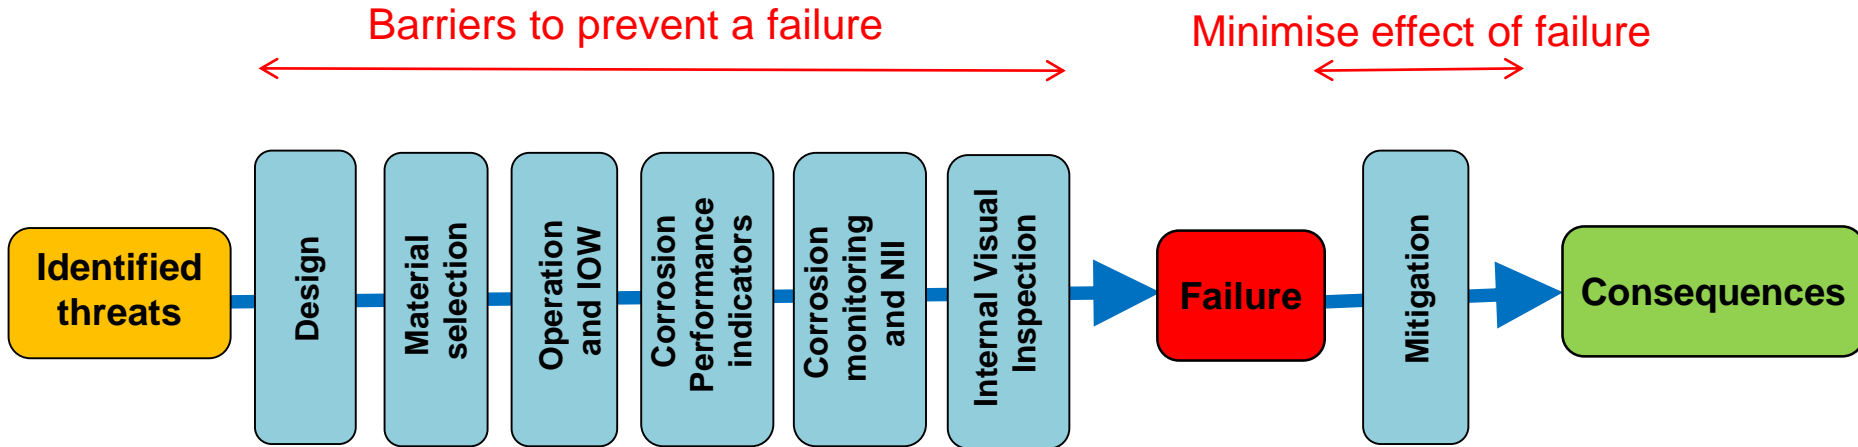 Barriers to prevent a failure
Minimise effect of failure
Identified
threats
Design
Material
selection
Operation
and IOW
Corrosion
Performance
indicators
Corrosion
monitoring
and NII
Internal Visual
Inspection
Failure
Mitigation
Consequences